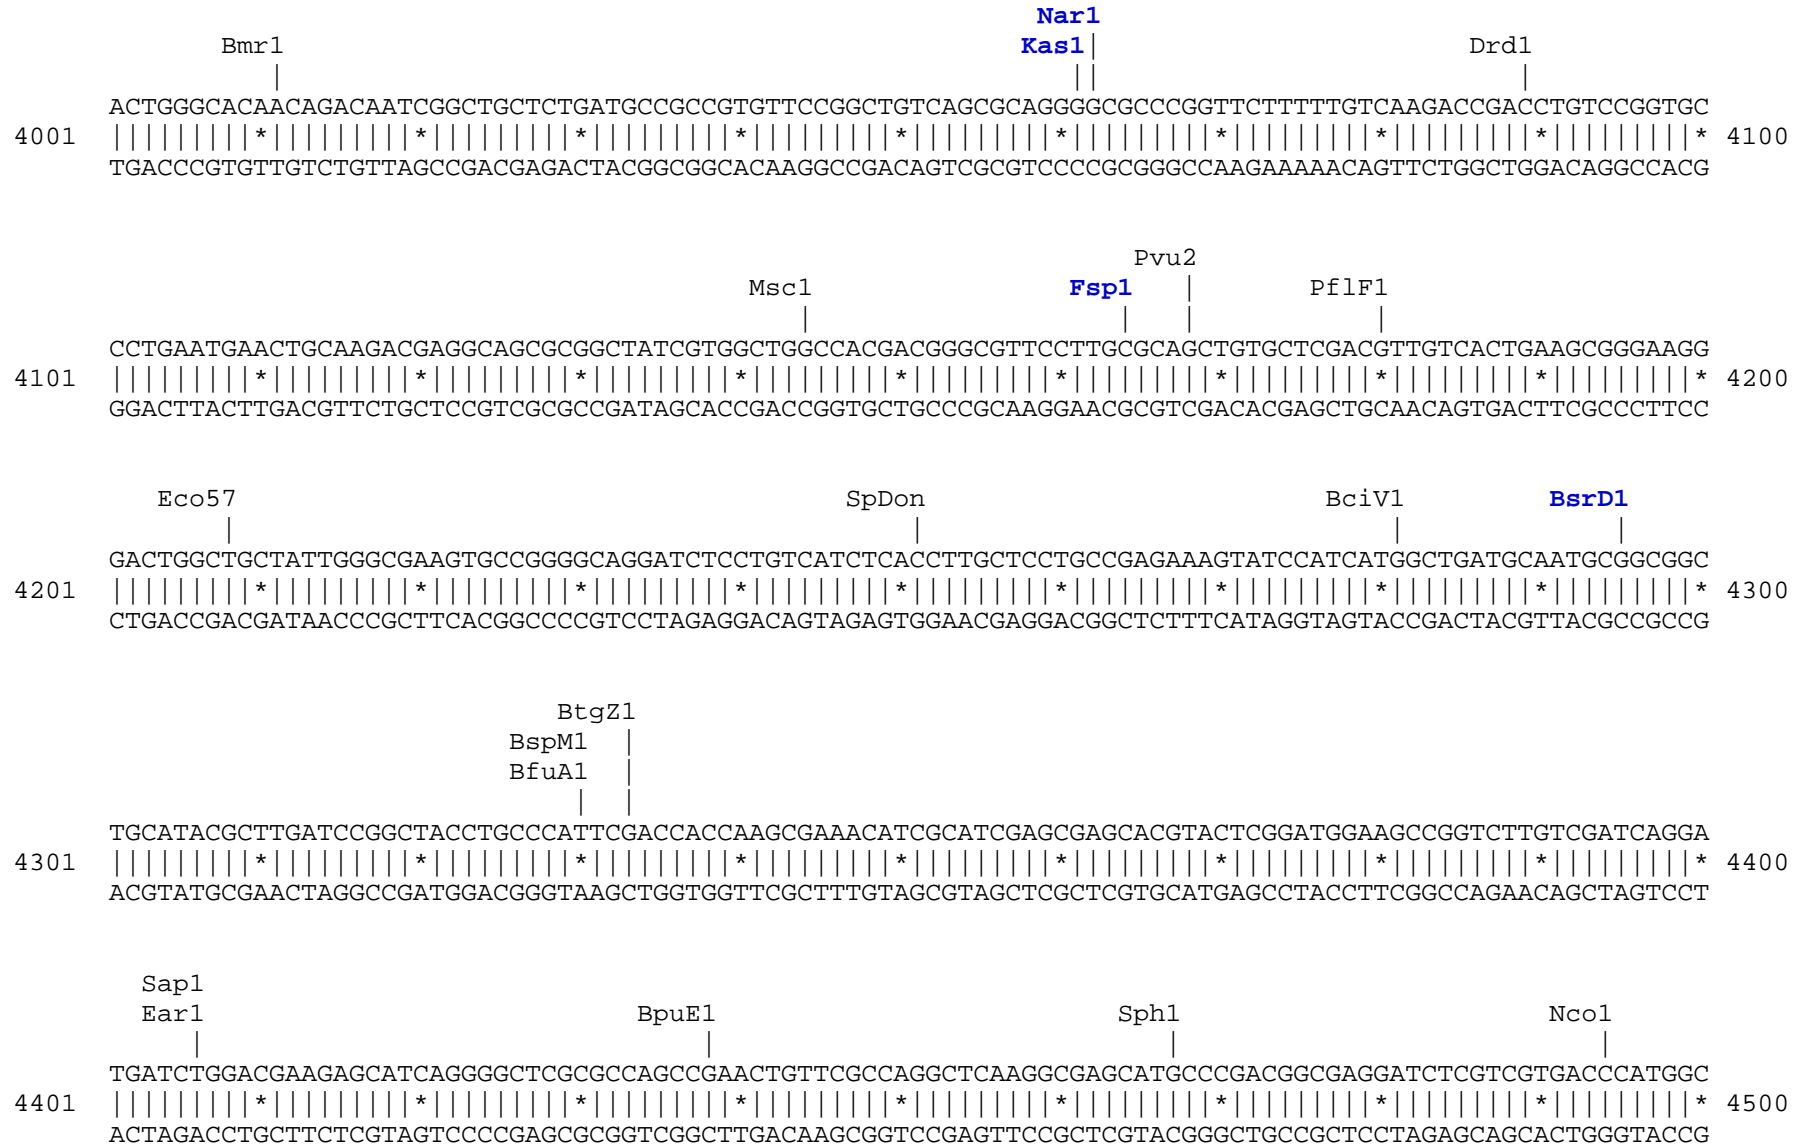 Nar1
Bmr1 Kas1| Drd1
| || |
ACTGGGCACAACAGACAATCGGCTGCTCTGATGCCGCCGTGTTCCGGCTGTCAGCGCAGGGGCGCCCGGTTCTTTTTGTCAAGACCGACCTGTCCGGTGC
4001 |||||||||*|||||||||*|||||||||*|||||||||*|||||||||*|||||||||*|||||||||*|||||||||*|||||||||*|||||||||* 4100
TGACCCGTGTTGTCTGTTAGCCGACGAGACTACGGCGGCACAAGGCCGACAGTCGCGTCCCCGCGGGCCAAGAAAAACAGTTCTGGCTGGACAGGCCACG
Pvu2
Msc1 Fsp1 | PflF1
| | | |
CCTGAATGAACTGCAAGACGAGGCAGCGCGGCTATCGTGGCTGGCCACGACGGGCGTTCCTTGCGCAGCTGTGCTCGACGTTGTCACTGAAGCGGGAAGG
4101 |||||||||*|||||||||*|||||||||*|||||||||*|||||||||*|||||||||*|||||||||*|||||||||*|||||||||*|||||||||* 4200
GGACTTACTTGACGTTCTGCTCCGTCGCGCCGATAGCACCGACCGGTGCTGCCCGCAAGGAACGCGTCGACACGAGCTGCAACAGTGACTTCGCCCTTCC
Eco57 SpDon BciV1 BsrD1
| | | |
GACTGGCTGCTATTGGGCGAAGTGCCGGGGCAGGATCTCCTGTCATCTCACCTTGCTCCTGCCGAGAAAGTATCCATCATGGCTGATGCAATGCGGCGGC
4201 |||||||||*|||||||||*|||||||||*|||||||||*|||||||||*|||||||||*|||||||||*|||||||||*|||||||||*|||||||||* 4300
CTGACCGACGATAACCCGCTTCACGGCCCCGTCCTAGAGGACAGTAGAGTGGAACGAGGACGGCTCTTTCATAGGTAGTACCGACTACGTTACGCCGCCG
BtgZ1
BspM1 |
BfuA1 |
| |
TGCATACGCTTGATCCGGCTACCTGCCCATTCGACCACCAAGCGAAACATCGCATCGAGCGAGCACGTACTCGGATGGAAGCCGGTCTTGTCGATCAGGA
4301 |||||||||*|||||||||*|||||||||*|||||||||*|||||||||*|||||||||*|||||||||*|||||||||*|||||||||*|||||||||* 4400
ACGTATGCGAACTAGGCCGATGGACGGGTAAGCTGGTGGTTCGCTTTGTAGCGTAGCTCGCTCGTGCATGAGCCTACCTTCGGCCAGAACAGCTAGTCCT
Sap1
Ear1 BpuE1 Sph1 Nco1
| | | |
TGATCTGGACGAAGAGCATCAGGGGCTCGCGCCAGCCGAACTGTTCGCCAGGCTCAAGGCGAGCATGCCCGACGGCGAGGATCTCGTCGTGACCCATGGC
4401 |||||||||*|||||||||*|||||||||*|||||||||*|||||||||*|||||||||*|||||||||*|||||||||*|||||||||*|||||||||* 4500
ACTAGACCTGCTTCTCGTAGTCCCCGAGCGCGGTCGGCTTGACAAGCGGTCCGAGTTCCGCTCGTACGGGCTGCCGCTCCTAGAGCAGCACTGGGTACCG